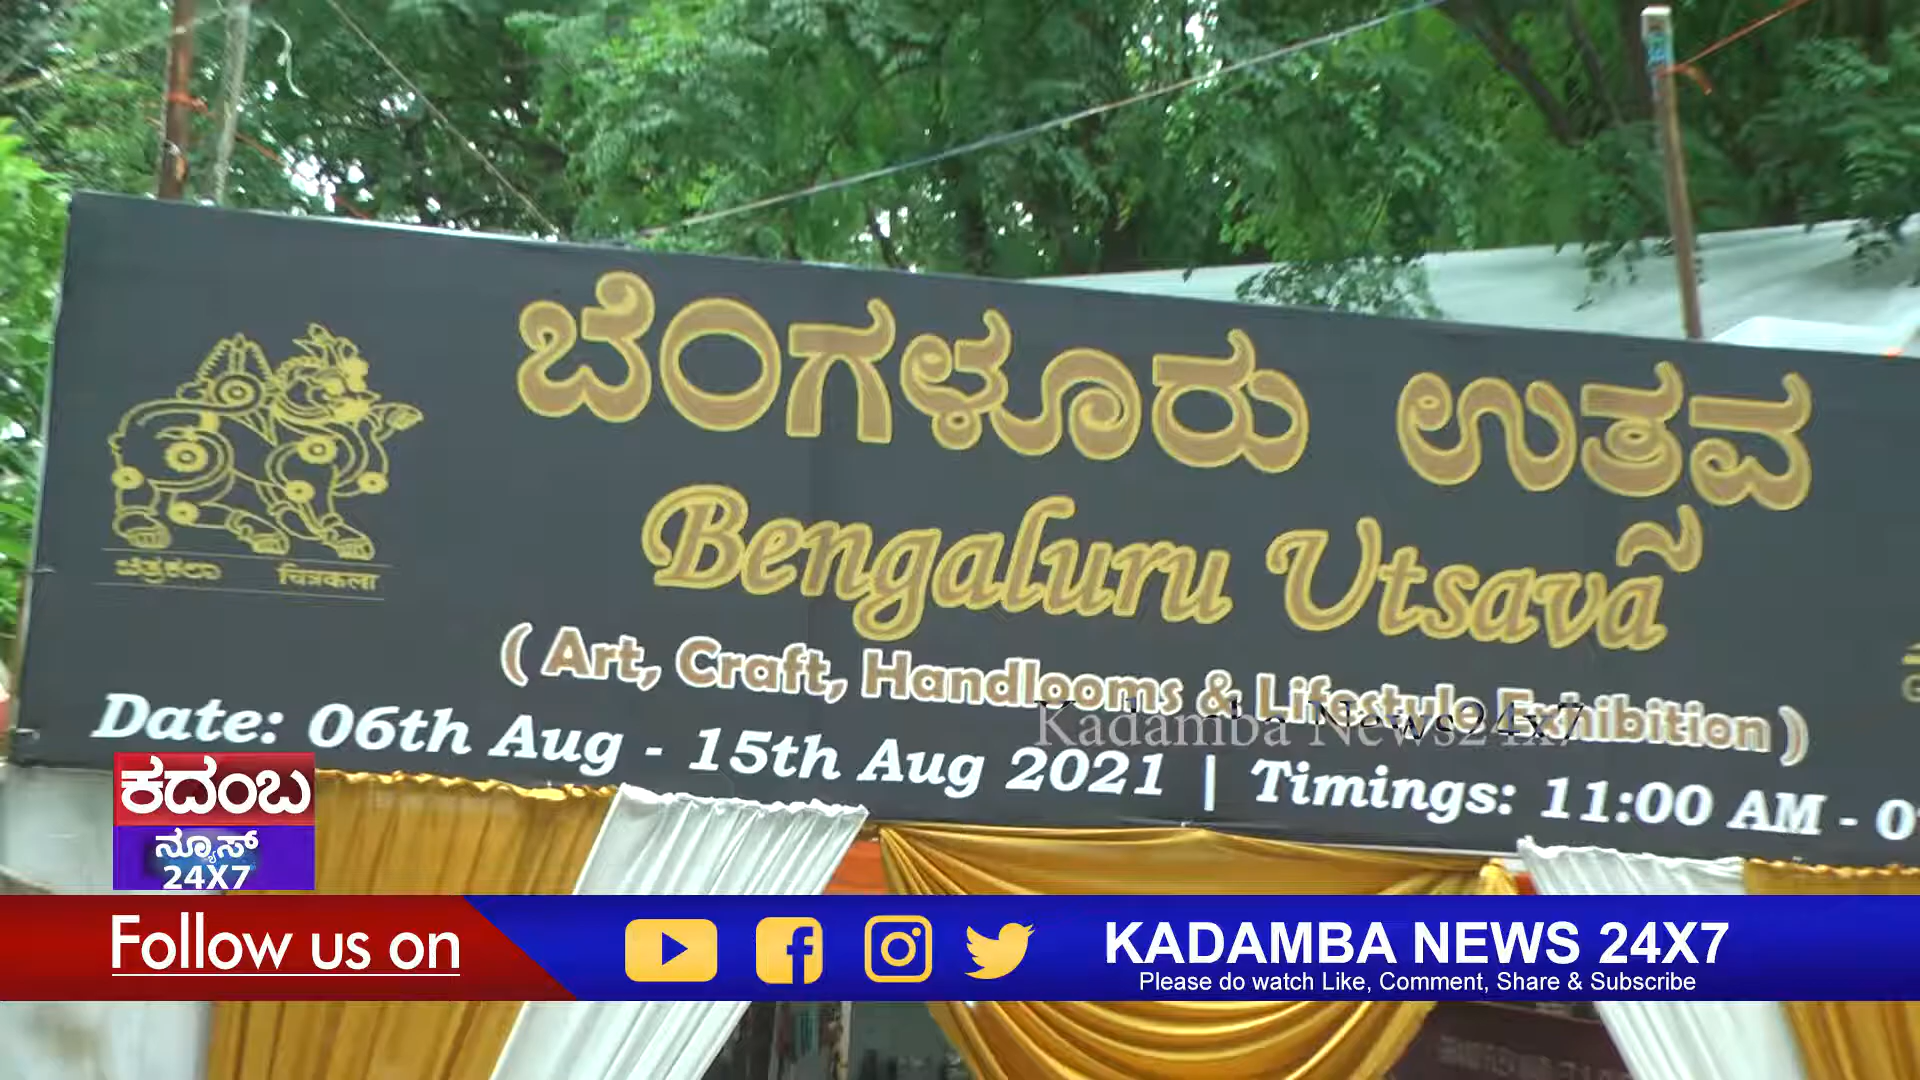 ಬೆಂಗಳೂರು ಉತ್ಸವ
Bengaluru Utsava
ಚಿತ್ರಕಲಾ चित्रकला
( Art, Craft, Handlooms & Lifestyle Exhibition )
Date: 06th Aug - 15th Aug 2021 | Timings: 11:00 AM - 0
Kadamba News24x7
ಕದಂಬ
ನ್ಯೂಸ್
24X7
Follow us on
KADAMBA NEWS 24X7
Please do watch Like, Comment, Share & Subscribe